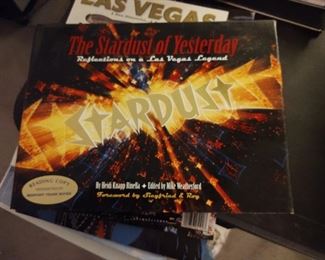 LAS VEGAS
The Stardust of Yesterday
Reflections on a Las Vegas Legend
STARDUST
By Heidi Knapp Rinella ✦ Edited by Mike Weatherford
Foreword by Siegfried & Roy
READING COPY